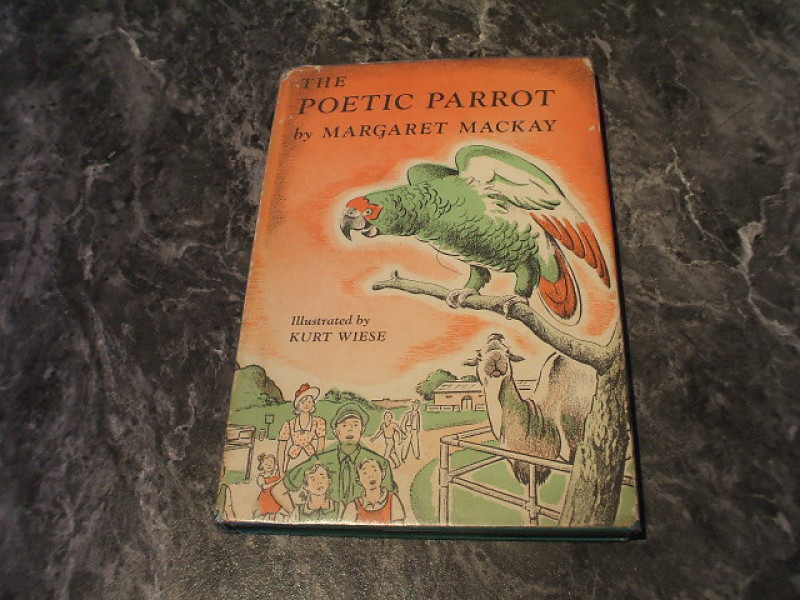 THE
POETIC PARROT
by MARGARET MACKAY
Illustrated by
KURT WIESE